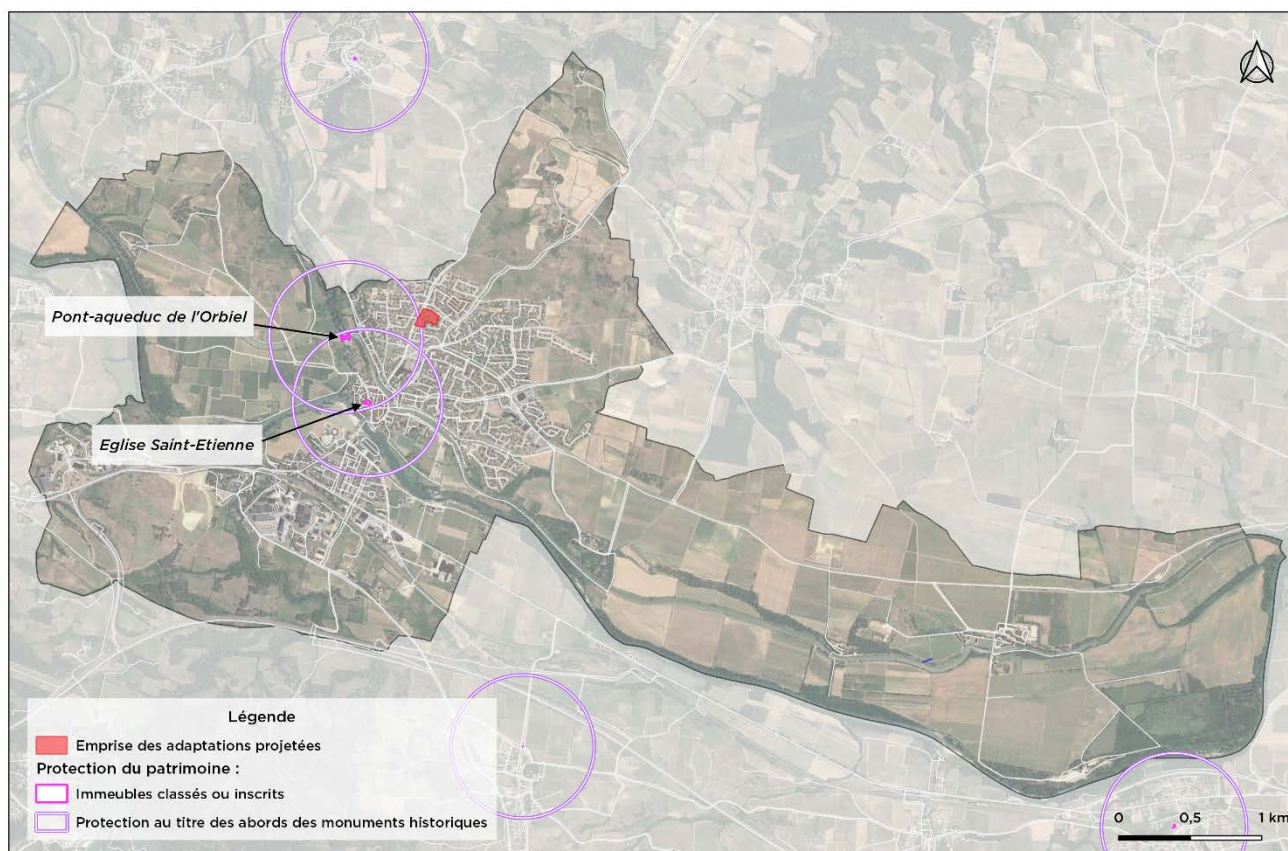 Pont-aqueduc de l'Orbiel
Eglise Saint-Etienne
Légende
Emprise des adaptations projetées
Protection du patrimoine :
Immeubles classés ou inscrits
Protection au titre des abords des monuments historiques
0 0,5 1 km